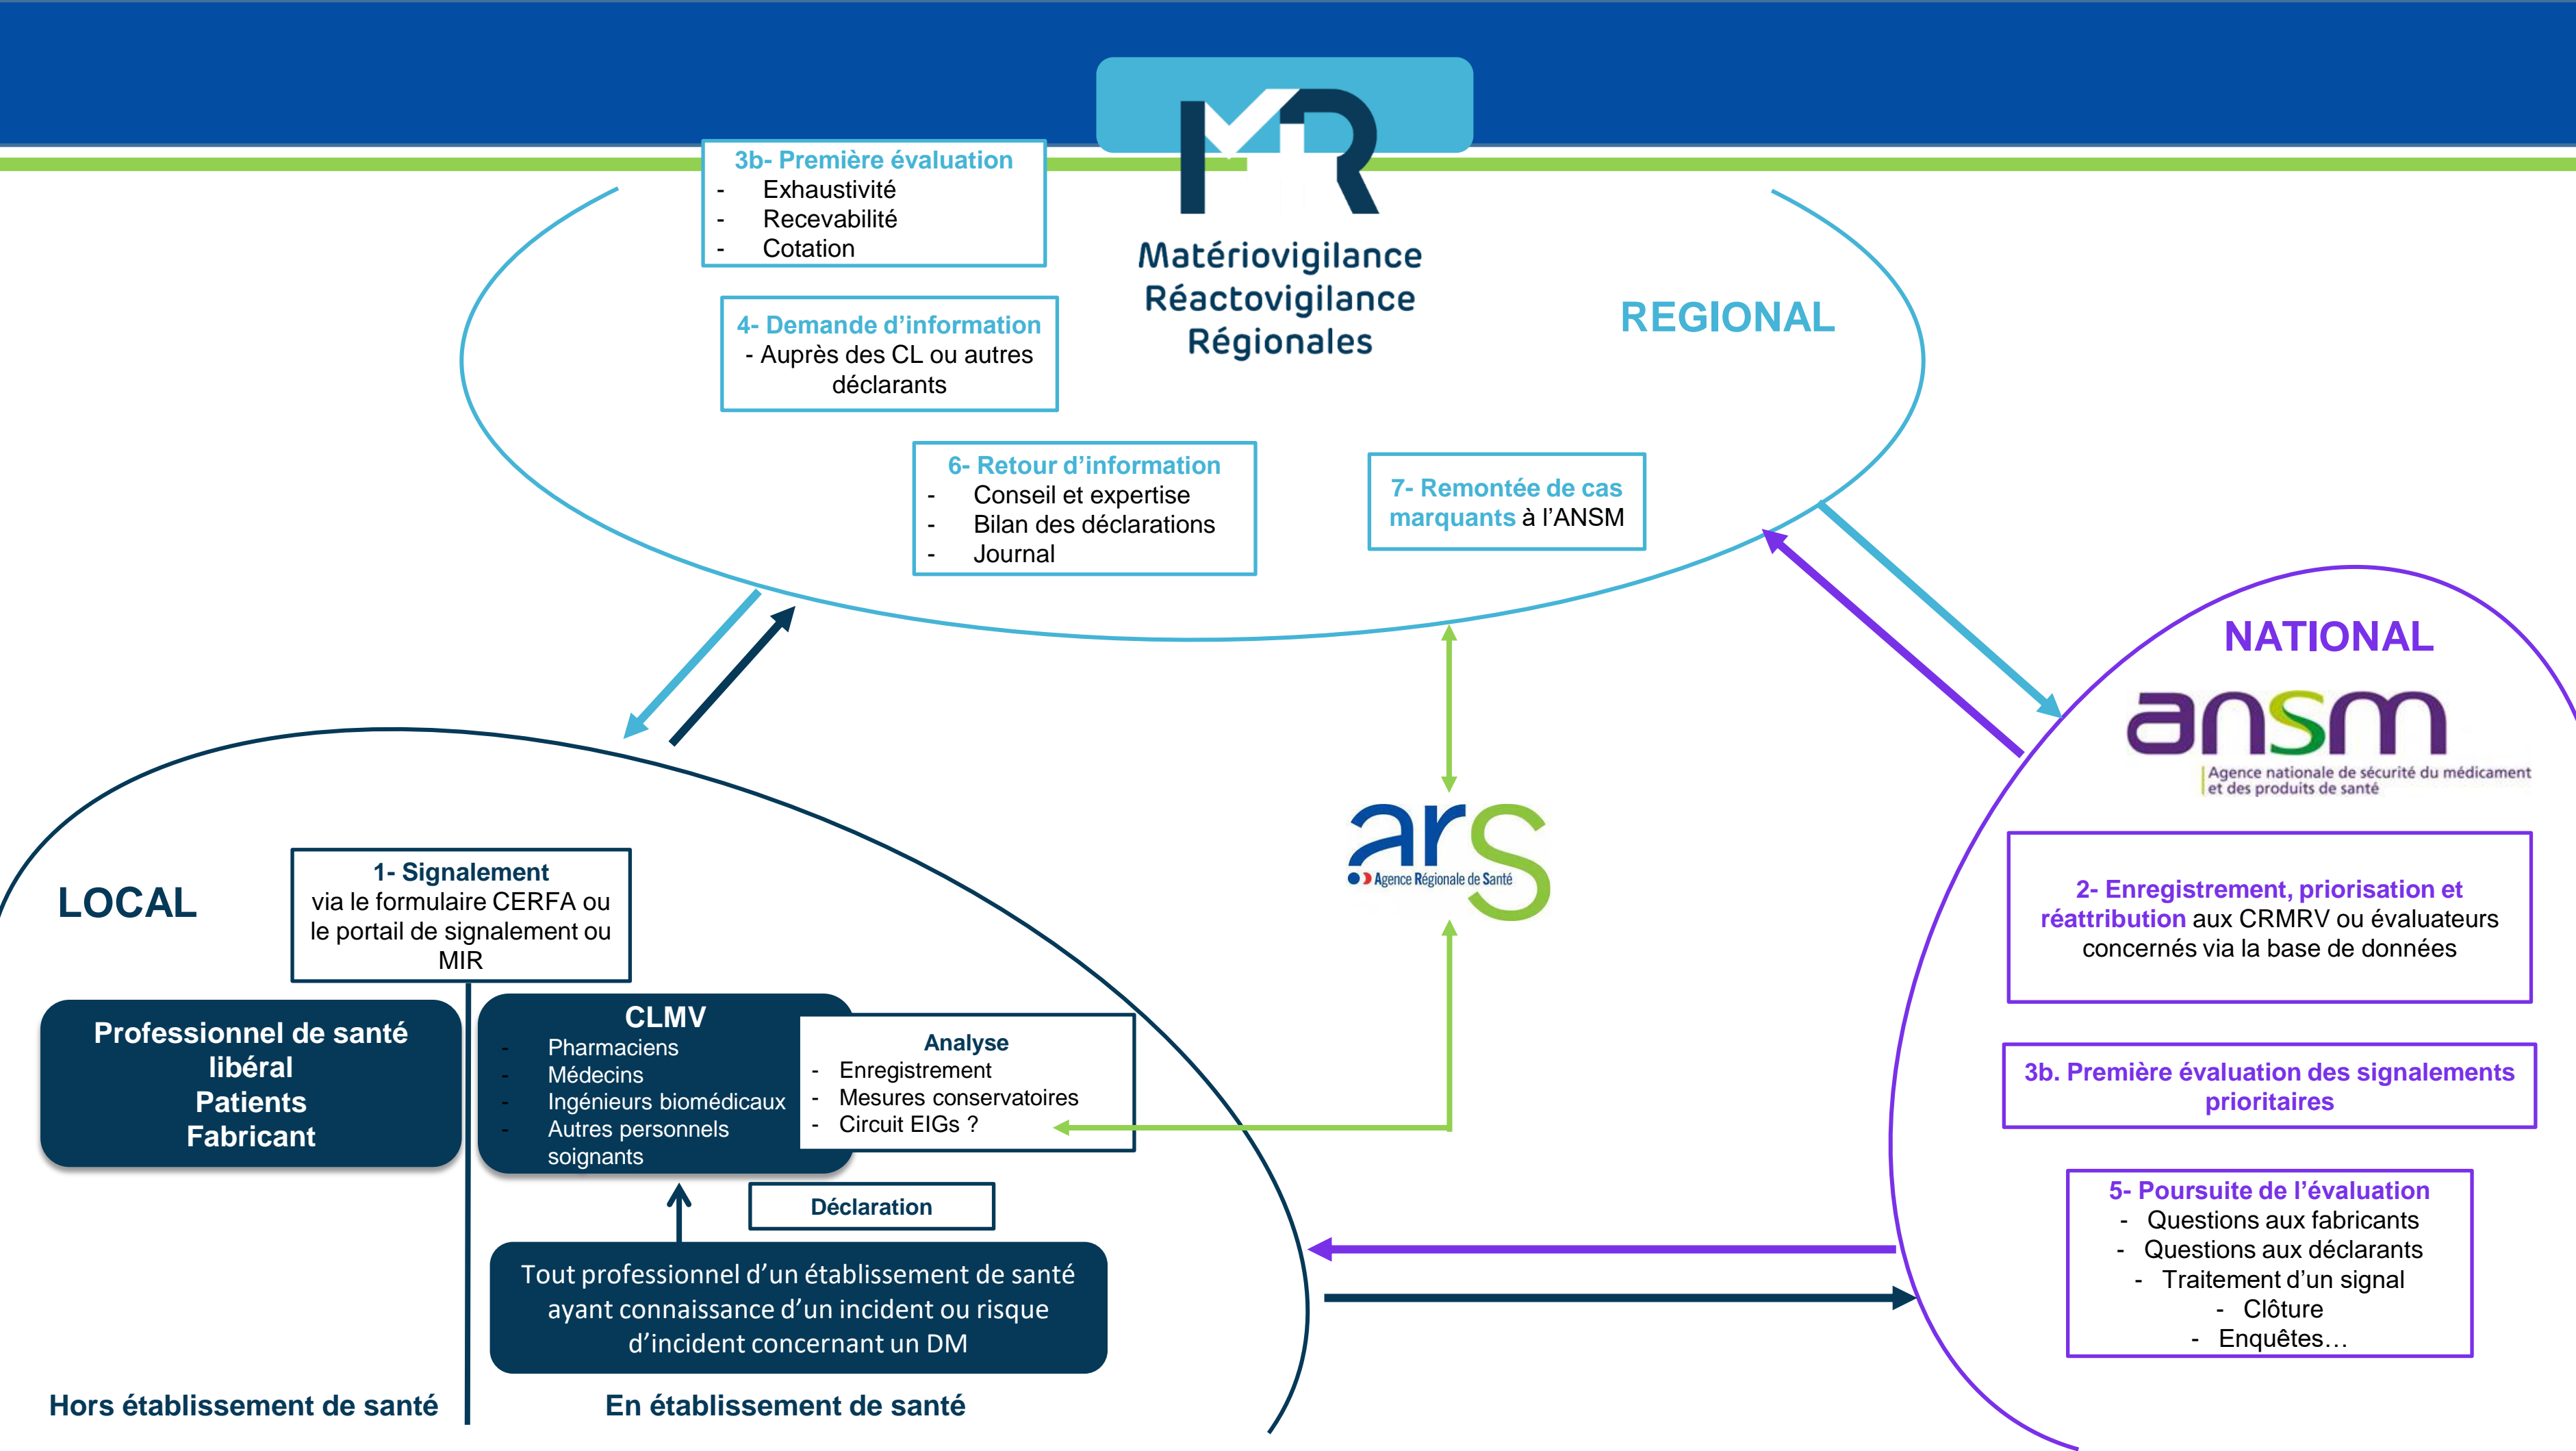 MR
Matériovigilance
Réactovigilance
Régionales
3b- Première évaluation
- Exhaustivité
- Recevabilité
- Cotation
4- Demande d’information
- Auprès des CL ou autres
déclarants
REGIONAL
6- Retour d’information
- Conseil et expertise
- Bilan des déclarations
- Journal
7- Remontée de cas
marquants à l’ANSM
NATIONAL
ansm
Agence nationale de sécurité du médicament
et des produits de santé
2- Enregistrement, priorisation et
réattribution aux CRMRV ou évaluateurs
concernés via la base de données
3b. Première évaluation des signalements
prioritaires
5- Poursuite de l’évaluation
- Questions aux fabricants
- Questions aux déclarants
- Traitement d’un signal
- Clôture
- Enquêtes…
ars
Agence Régionale de Santé
LOCAL
1- Signalement
via le formulaire CERFA ou
le portail de signalement ou
MIR
Professionnel de santé
libéral
Patients
Fabricant
CLMV
- Pharmaciens
- Médecins
- Ingénieurs biomédicaux
- Autres personnels
soignants
Analyse
- Enregistrement
- Mesures conservatoires
- Circuit EIGs ?
Déclaration
Tout professionnel d’un établissement de santé
ayant connaissance d’un incident ou risque
d’incident concernant un DM
Hors établissement de santé
En établissement de santé